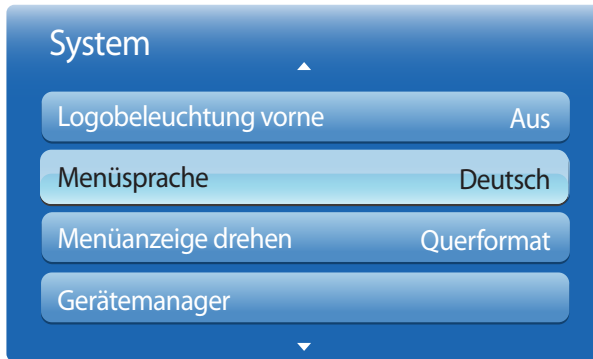 System
Logobeleuchtung vorne Aus
Menüsprache Deutsch
Menüanzeige drehen Querformat
Gerätemanager